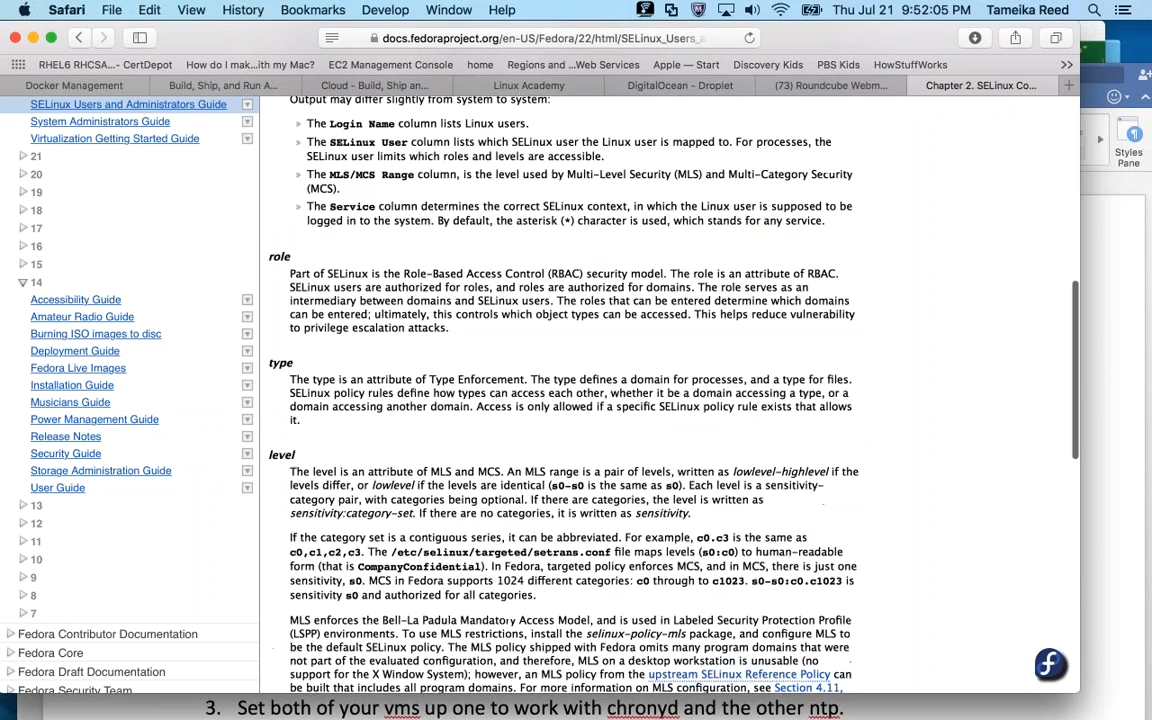 Safari File Edit View History Bookmarks Develop Window Help Thu Jul 21 9:52:05 PM Tameika Reed
docs.fedoraproject.org/en-US/Fedora/22/html/SELinux_Users_a
RHEL6 RHCSA...- CertDepot How do I mak...ith my Mac? EC2 Management Console home Regions and ...Web Services Apple — Start Discovery Kids PBS Kids HowStuffWorks >>
Docker Management Build, Ship, and Run A... Cloud - Build, Ship an... Linux Academy DigitalOcean - Droplet (73) Roundcube Webm... Chapter 2. SELinux Co... +
SELinux Users and Administrators Guide
System Administrators Guide
Virtualization Getting Started Guide
21
20
19
18
17
16
15
14
Accessibility Guide
Amateur Radio Guide
Burning ISO images to disc
Deployment Guide
Fedora Live Images
Installation Guide
Musicians Guide
Power Management Guide
Release Notes
Security Guide
Storage Administration Guide
User Guide
13
12
11
10
9
8
7
Fedora Contributor Documentation
Fedora Core
Fedora Draft Documentation
Fedora Security Team
Output may differ slightly from system to system:
» The Login Name column lists Linux users.
» The SELinux User column lists which SELinux user the Linux user is mapped to. For processes, the
SELinux user limits which roles and levels are accessible.
» The MLS/MCS Range column, is the level used by Multi-Level Security (MLS) and Multi-Category Security
(MCS).
» The Service column determines the correct SELinux context, in which the Linux user is supposed to be
logged in to the system. By default, the asterisk (*) character is used, which stands for any service.
role
Part of SELinux is the Role-Based Access Control (RBAC) security model. The role is an attribute of RBAC.
SELinux users are authorized for roles, and roles are authorized for domains. The role serves as an
intermediary between domains and SELinux users. The roles that can be entered determine which domains
can be entered; ultimately, this controls which object types can be accessed. This helps reduce vulnerability
to privilege escalation attacks.
type
The type is an attribute of Type Enforcement. The type defines a domain for processes, and a type for files.
SELinux policy rules define how types can access each other, whether it be a domain accessing a type, or a
domain accessing another domain. Access is only allowed if a specific SELinux policy rule exists that allows
it.
level
The level is an attribute of MLS and MCS. An MLS range is a pair of levels, written as lowlevel-highlevel if the
levels differ, or lowlevel if the levels are identical (s0-s0 is the same as s0). Each level is a sensitivity-
category pair, with categories being optional. If there are categories, the level is written as
sensitivity:category-set. If there are no categories, it is written as sensitivity.
If the category set is a contiguous series, it can be abbreviated. For example, c0.c3 is the same as
c0,c1,c2,c3. The /etc/selinux/targeted/setrans.conf file maps levels (s0:c0) to human-readable
form (that is CompanyConfidential). In Fedora, targeted policy enforces MCS, and in MCS, there is just one
sensitivity, s0. MCS in Fedora supports 1024 different categories: c0 through to c1023. s0-s0:c0.c1023 is
sensitivity s0 and authorized for all categories.
MLS enforces the Bell-La Padula Mandatory Access Model, and is used in Labeled Security Protection Profile
(LSPP) environments. To use MLS restrictions, install the selinux-policy-mls package, and configure MLS to
be the default SELinux policy. The MLS policy shipped with Fedora omits many program domains that were
not part of the evaluated configuration, and therefore, MLS on a desktop workstation is unusable (no
support for the X Window System); however, an MLS policy from the upstream SELinux Reference Policy can
be built that includes all program domains. For more information on MLS configuration, see Section 4.11,
Styles
Pane
3. Set both of your vms up one to work with chronyd and the other ntp.